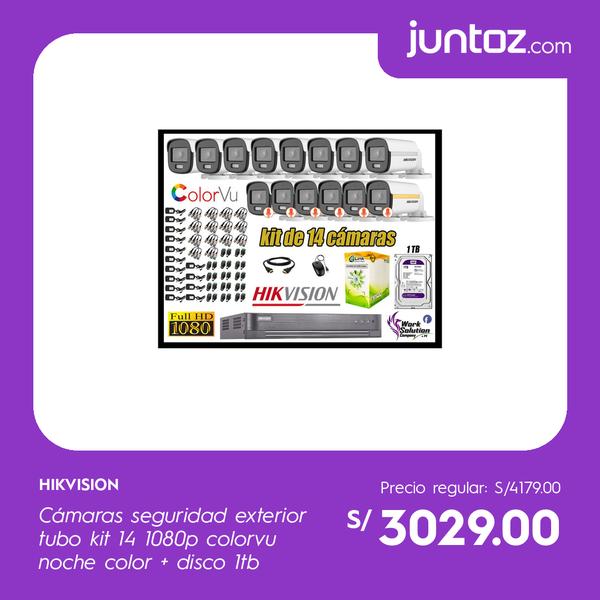 juntoz.com
ColorVu
kit de 14 cámaras
1 TB
HIKVISION
Full HD
1080
Work
Solution
Company
HIKVISION
Precio regular: S/4179.00
Cámaras seguridad exterior
tubo kit 14 1080p colorvu
noche color + disco 1tb
S/ 3029.00